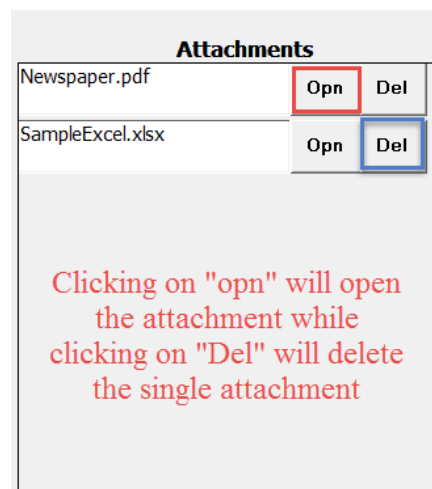 Attachments
Newspaper.pdf Opn Del
SampleExcel.xlsx Opn Del
Clicking on "opn" will open
the attachment while
clicking on "Del" will delete
the single attachment